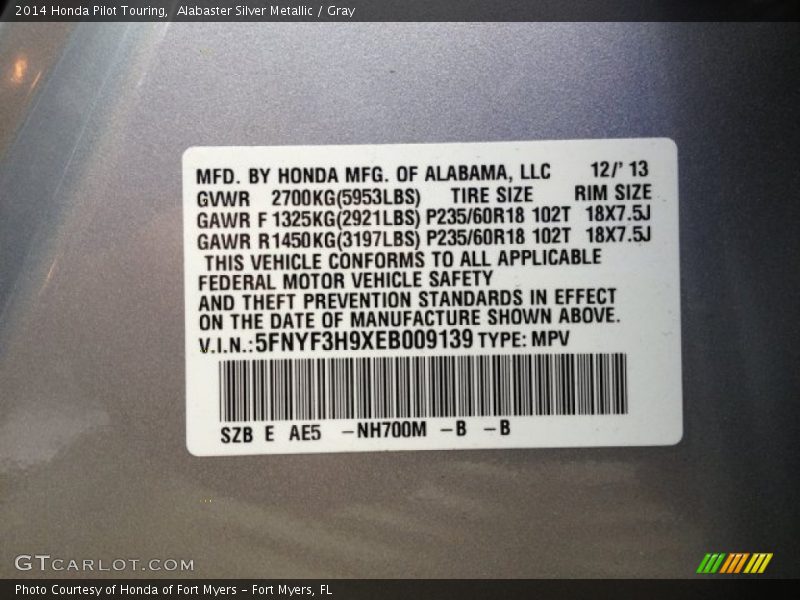 2014 Honda Pilot Touring, Alabaster Silver Metallic / Gray
MFD. BY HONDA MFG. OF ALABAMA, LLC 12/' 13
GVWR 2700KG(5953LBS) TIRE SIZE RIM SIZE
GAWR F 1325KG(2921LBS) P235/60R18 102T 18X7.5J
GAWR R1450KG(3197LBS) P235/60R18 102T 18X7.5J
THIS VEHICLE CONFORMS TO ALL APPLICABLE
FEDERAL MOTOR VEHICLE SAFETY
AND THEFT PREVENTION STANDARDS IN EFFECT
ON THE DATE OF MANUFACTURE SHOWN ABOVE.
V.I.N.:5FNYF3H9XEB009139 TYPE: MPV
SZB E AE5 -NH700M -B -B
GTCARLOT.COM
Photo Courtesy of Honda of Fort Myers - Fort Myers, FL